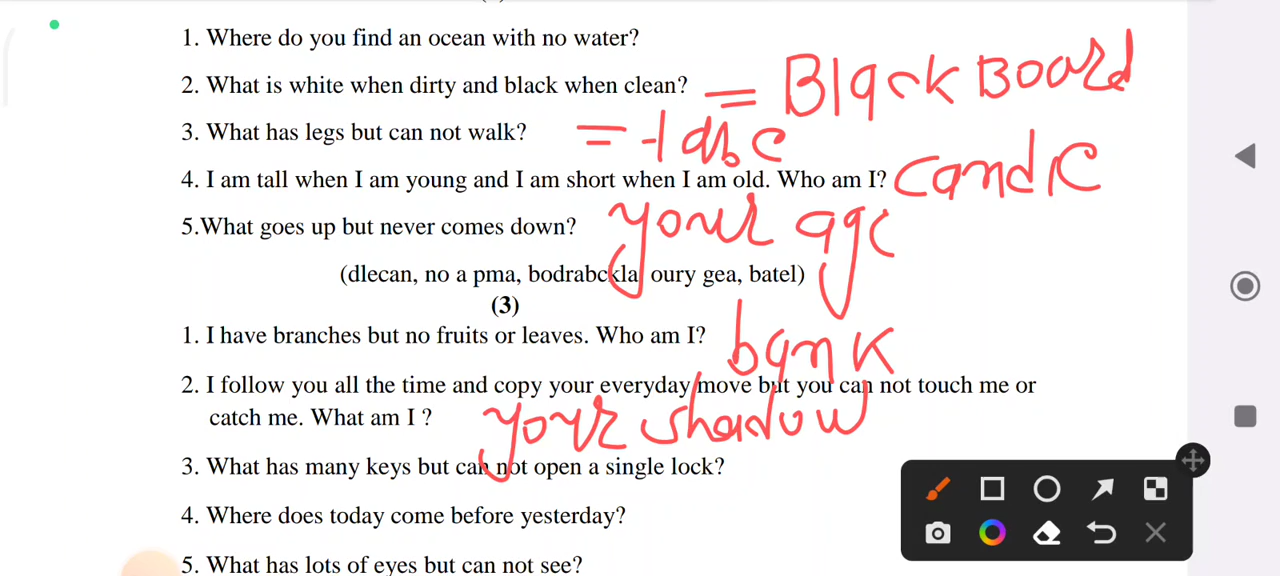 1. Where do you find an ocean with no water?
2. What is white when dirty and black when clean? = BlackBoard
3. What has legs but can not walk? = table
4. I am tall when I am young and I am short when I am old. Who am I? candle
5.What goes up but never comes down? your age
(dlecan, no a pma, bodrabckla, oury gea, batel)
(3)
1. I have branches but no fruits or leaves. Who am I? bank
2. I follow you all the time and copy your everyday move but you can not touch me or
catch me. What am I ? your shadow
3. What has many keys but can not open a single lock?
4. Where does today come before yesterday?
5. What has lots of eyes but can not see?